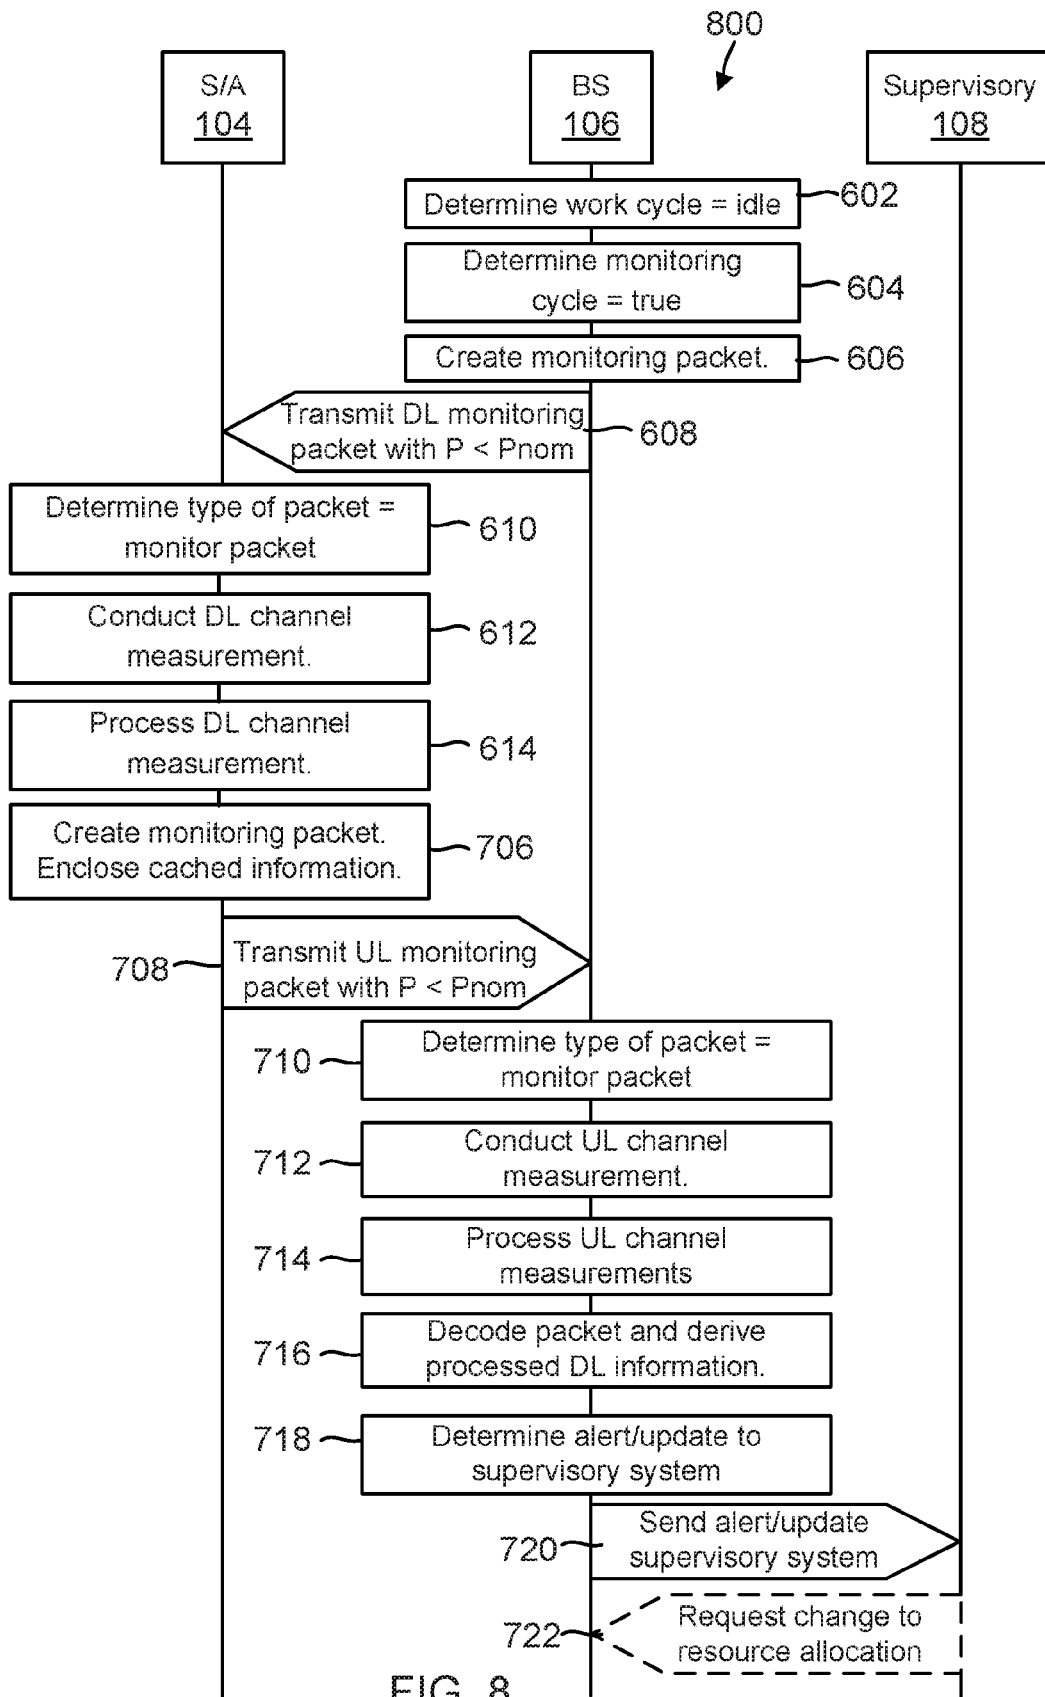 800
S/A
104
BS
106
Supervisory
108
Determine work cycle = idle
602
Determine monitoring
cycle = true
604
Create monitoring packet.
606
Transmit DL monitoring
packet with P < Pnom
608
Determine type of packet =
monitor packet
610
Conduct DL channel
measurement.
612
Process DL channel
measurement.
614
Create monitoring packet.
Enclose cached information.
706
708
Transmit UL monitoring
packet with P < Pnom
710
Determine type of packet =
monitor packet
712
Conduct UL channel
measurement.
714
Process UL channel
measurements
716
Decode packet and derive
processed DL information.
718
Determine alert/update to
supervisory system
720
Send alert/update
supervisory system
722
Request change to
resource allocation
FIG. 8